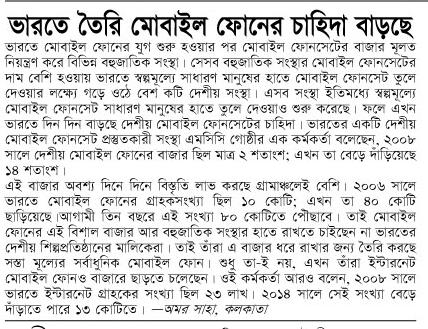 ভারতে তৈরি মোবাইল ফোনের চাহিদা বাড়ছে
ভারতে মোবাইল ফোনের যুগ শুরু হওয়ার পর মোবাইল ফোনসেটের বাজার মূলত
নিয়ন্ত্রণ করে বিভিন্ন বহুজাতিক সংস্থা। সেসব বহুজাতিক সংস্থার মোবাইল ফোনসেটের
দাম বেশি হওয়ায় ভারতে স্বল্পমূল্যে সাধারণ মানুষের হাতে মোবাইল ফোনসেট তুলে
দেওয়ার লক্ষ্যে গড়ে ওঠে বেশ কটি দেশীয় সংস্থা। এসব সংস্থা ইতিমধ্যে স্বল্পমূল্যে
মোবাইল ফোনসেট সাধারণ মানুষের হাতে তুলে দেওয়াও শুরু করেছে। ফলে এখন
ভারতে দিন দিন বাড়ছে দেশীয় মোবাইল ফোনসেটের চাহিদা। ভারতের একটি দেশীয়
মোবাইল ফোনসেট প্রস্তুতকারী সংস্থা এমসিসি গোষ্ঠীর এক কর্মকর্তা বলেছেন, ২০০৮
সালে দেশীয় মোবাইল ফোনের বাজার ছিল মাত্র ২ শতাংশ; এখন তা বেড়ে দাঁড়িয়েছে
১৪ শতাংশ।
এই বাজার অবশ্য দিনে দিনে বিস্তৃতি লাভ করছে গ্রামাঞ্চলেই বেশি। ২০০৬ সালে
ভারতে মোবাইল ফোনের গ্রাহকসংখ্যা ছিল ১০ কোটি; এখন তা ৪০ কোটি
ছাড়িয়েছে।আগামী তিন বছরে এই সংখ্যা ৮০ কোটিতে পৌঁছাবে। তাই মোবাইল
ফোনের এই বিশাল বাজার আর বহুজাতিক সংস্থার হাতে রাখতে চাইছেন না ভারতের
দেশীয় শিল্পপ্রতিষ্ঠানের মালিকেরা। তাই তাঁরা এ বাজার ধরে রাখার জন্য তৈরি করছে
সস্তা মূল্যের সর্বাধুনিক মোবাইল ফোন। শুধু তা-ই নয়, এখন তাঁরা ইন্টারনেট
মোবাইল ফোনও বাজারে ছাড়তে চলেছেন। ওই কর্মকর্তা আরও বলেন, ২০০৮ সালে
ভারতে ইন্টারনেট গ্রাহকের সংখ্যা ছিল ২৩ লাখ। ২০১৪ সালে সেই সংখ্যা বেড়ে
দাঁড়াতে পারে ১৩ কোটিতে। —অমর সাহা, কলকাতা